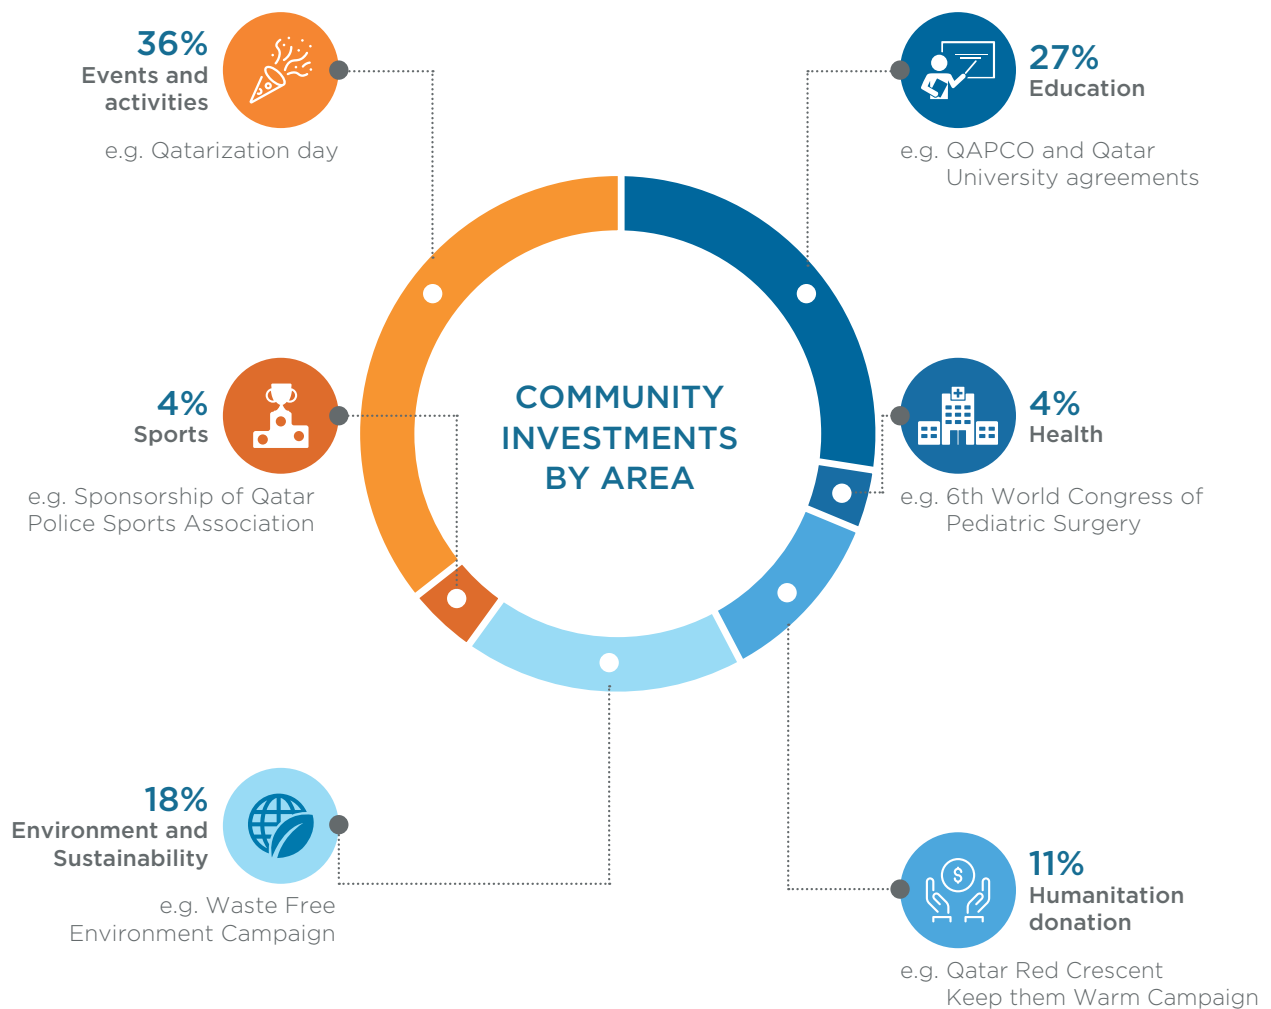 36%
Events and
activities
e.g. Qatarization day
27%
Education
e.g. QAPCO and Qatar
University agreements
COMMUNITY
INVESTMENTS
BY AREA
4%
Sports
e.g. Sponsorship of Qatar
Police Sports Association
4%
Health
e.g. 6th World Congress of
Pediatric Surgery
18%
Environment and
Sustainability
e.g. Waste Free
Environment Campaign
$
11%
Humanitation
donation
e.g. Qatar Red Crescent
Keep them Warm Campaign